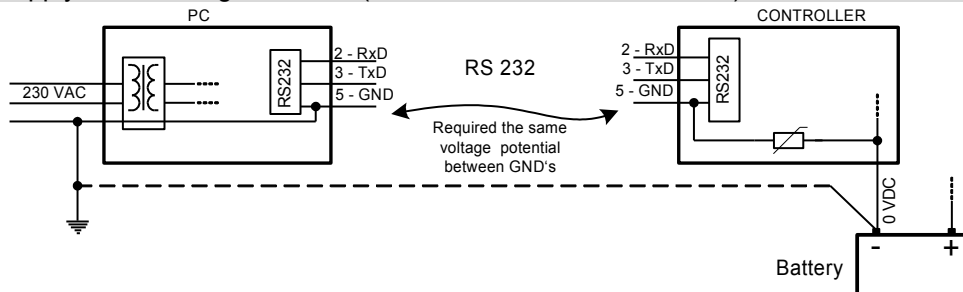 PC
CONTROLLER
2 - RxD
3 - TxD
5 - GND
RS232
230 VAC
RS 232
Required the same
voltage potential
between GND's
2 - RxD
3 - TxD
5 - GND
RS232
0 VDC
-
+
Battery